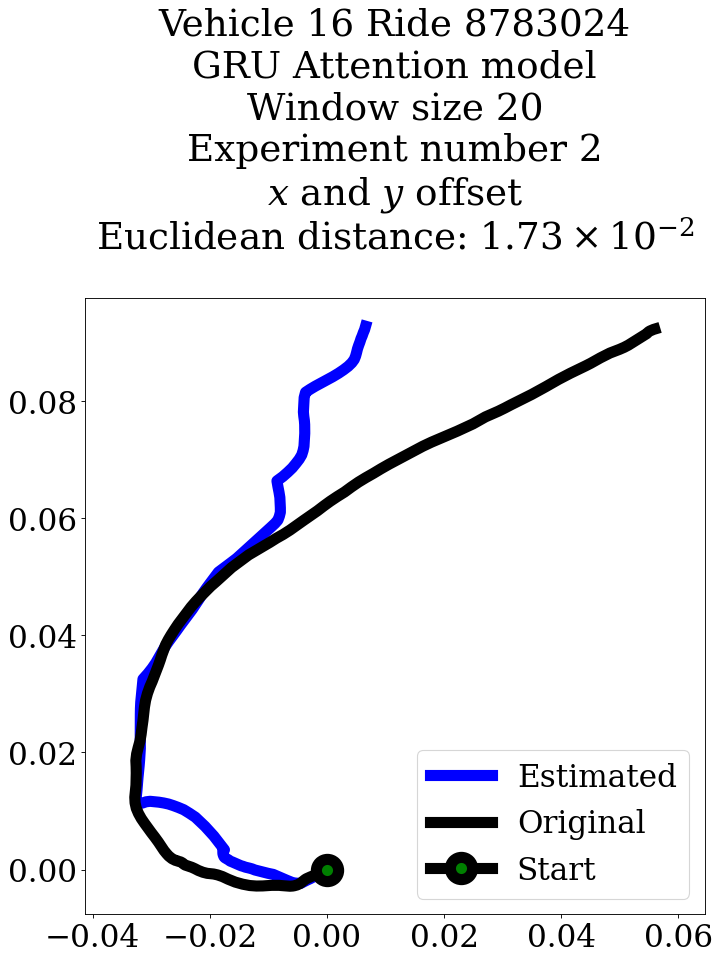 Vehicle 16 Ride 8783024
GRU Attention model
Window size 20
Experiment number 2
x and y offset
Euclidean distance: 1.73 × 10⁻²
0.08
0.06
0.04
0.02
0.00
Estimated
Original
Start
−0.04 −0.02 0.00 0.02 0.04 0.06